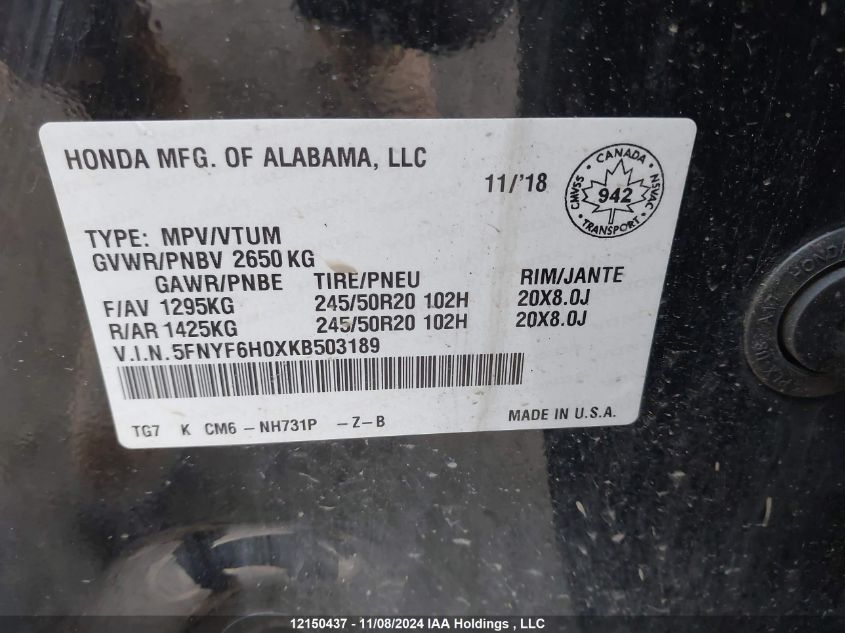 HONDA MFG. OF ALABAMA, LLC
11/'18
CANADA
CMVSS 942 NSVAC
TRANSPORT
TYPE: MPV/VTUM
GVWR/PNBV 2650 KG
GAWR/PNBE TIRE/PNEU RIM/JANTE
F/AV 1295KG 245/50R20 102H 20X8.0J
R/AR 1425KG 245/50R20 102H 20X8.0J
V.I.N. 5FNYF6H0XKB503189
TG7 K CM6 - NH731P - Z - B MADE IN U.S.A.
HONDA
12150437 - 11/08/2024 IAA Holdings , LLC